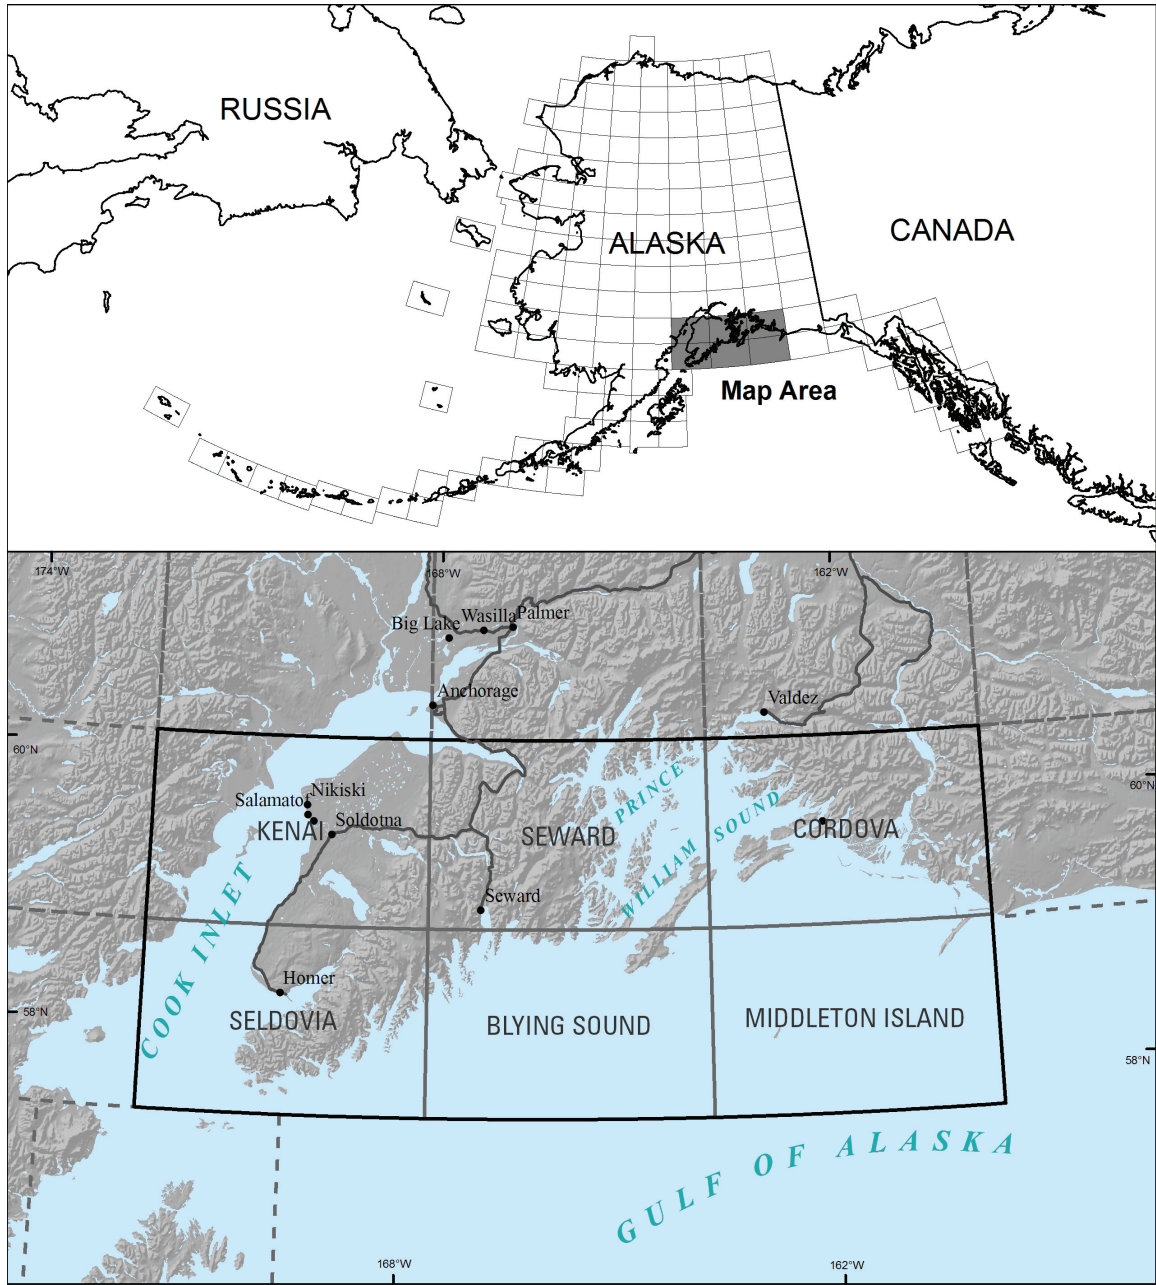 RUSSIA
ALASKA
CANADA
Map Area
174°W
168°W
162°W
Big Lake
Wasilla
Palmer
Anchorage
Valdez
60°N
60°N
Nikiski
Salamatof
Soldotna
KENAI
SEWARD
CORDOVA
PRINCE
WILLIAM SOUND
COOK INLET
Seward
Homer
58°N
SELDOVIA
BLYING SOUND
MIDDLETON ISLAND
58°N
GULF OF ALASKA
168°W
162°W